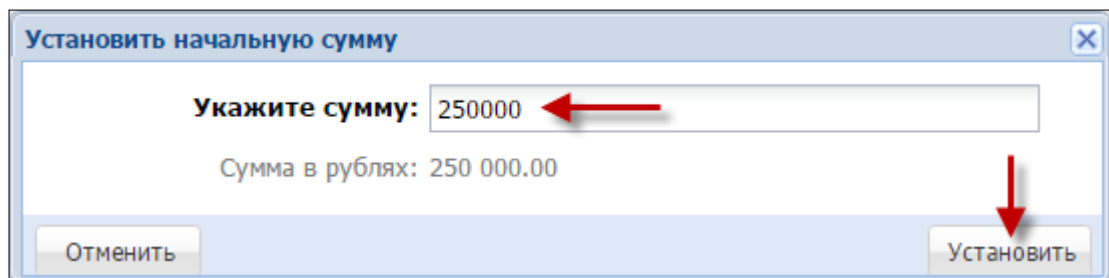 Установить начальную сумму
Укажите сумму: 250000
Сумма в рублях: 250 000.00
Отменить Установить